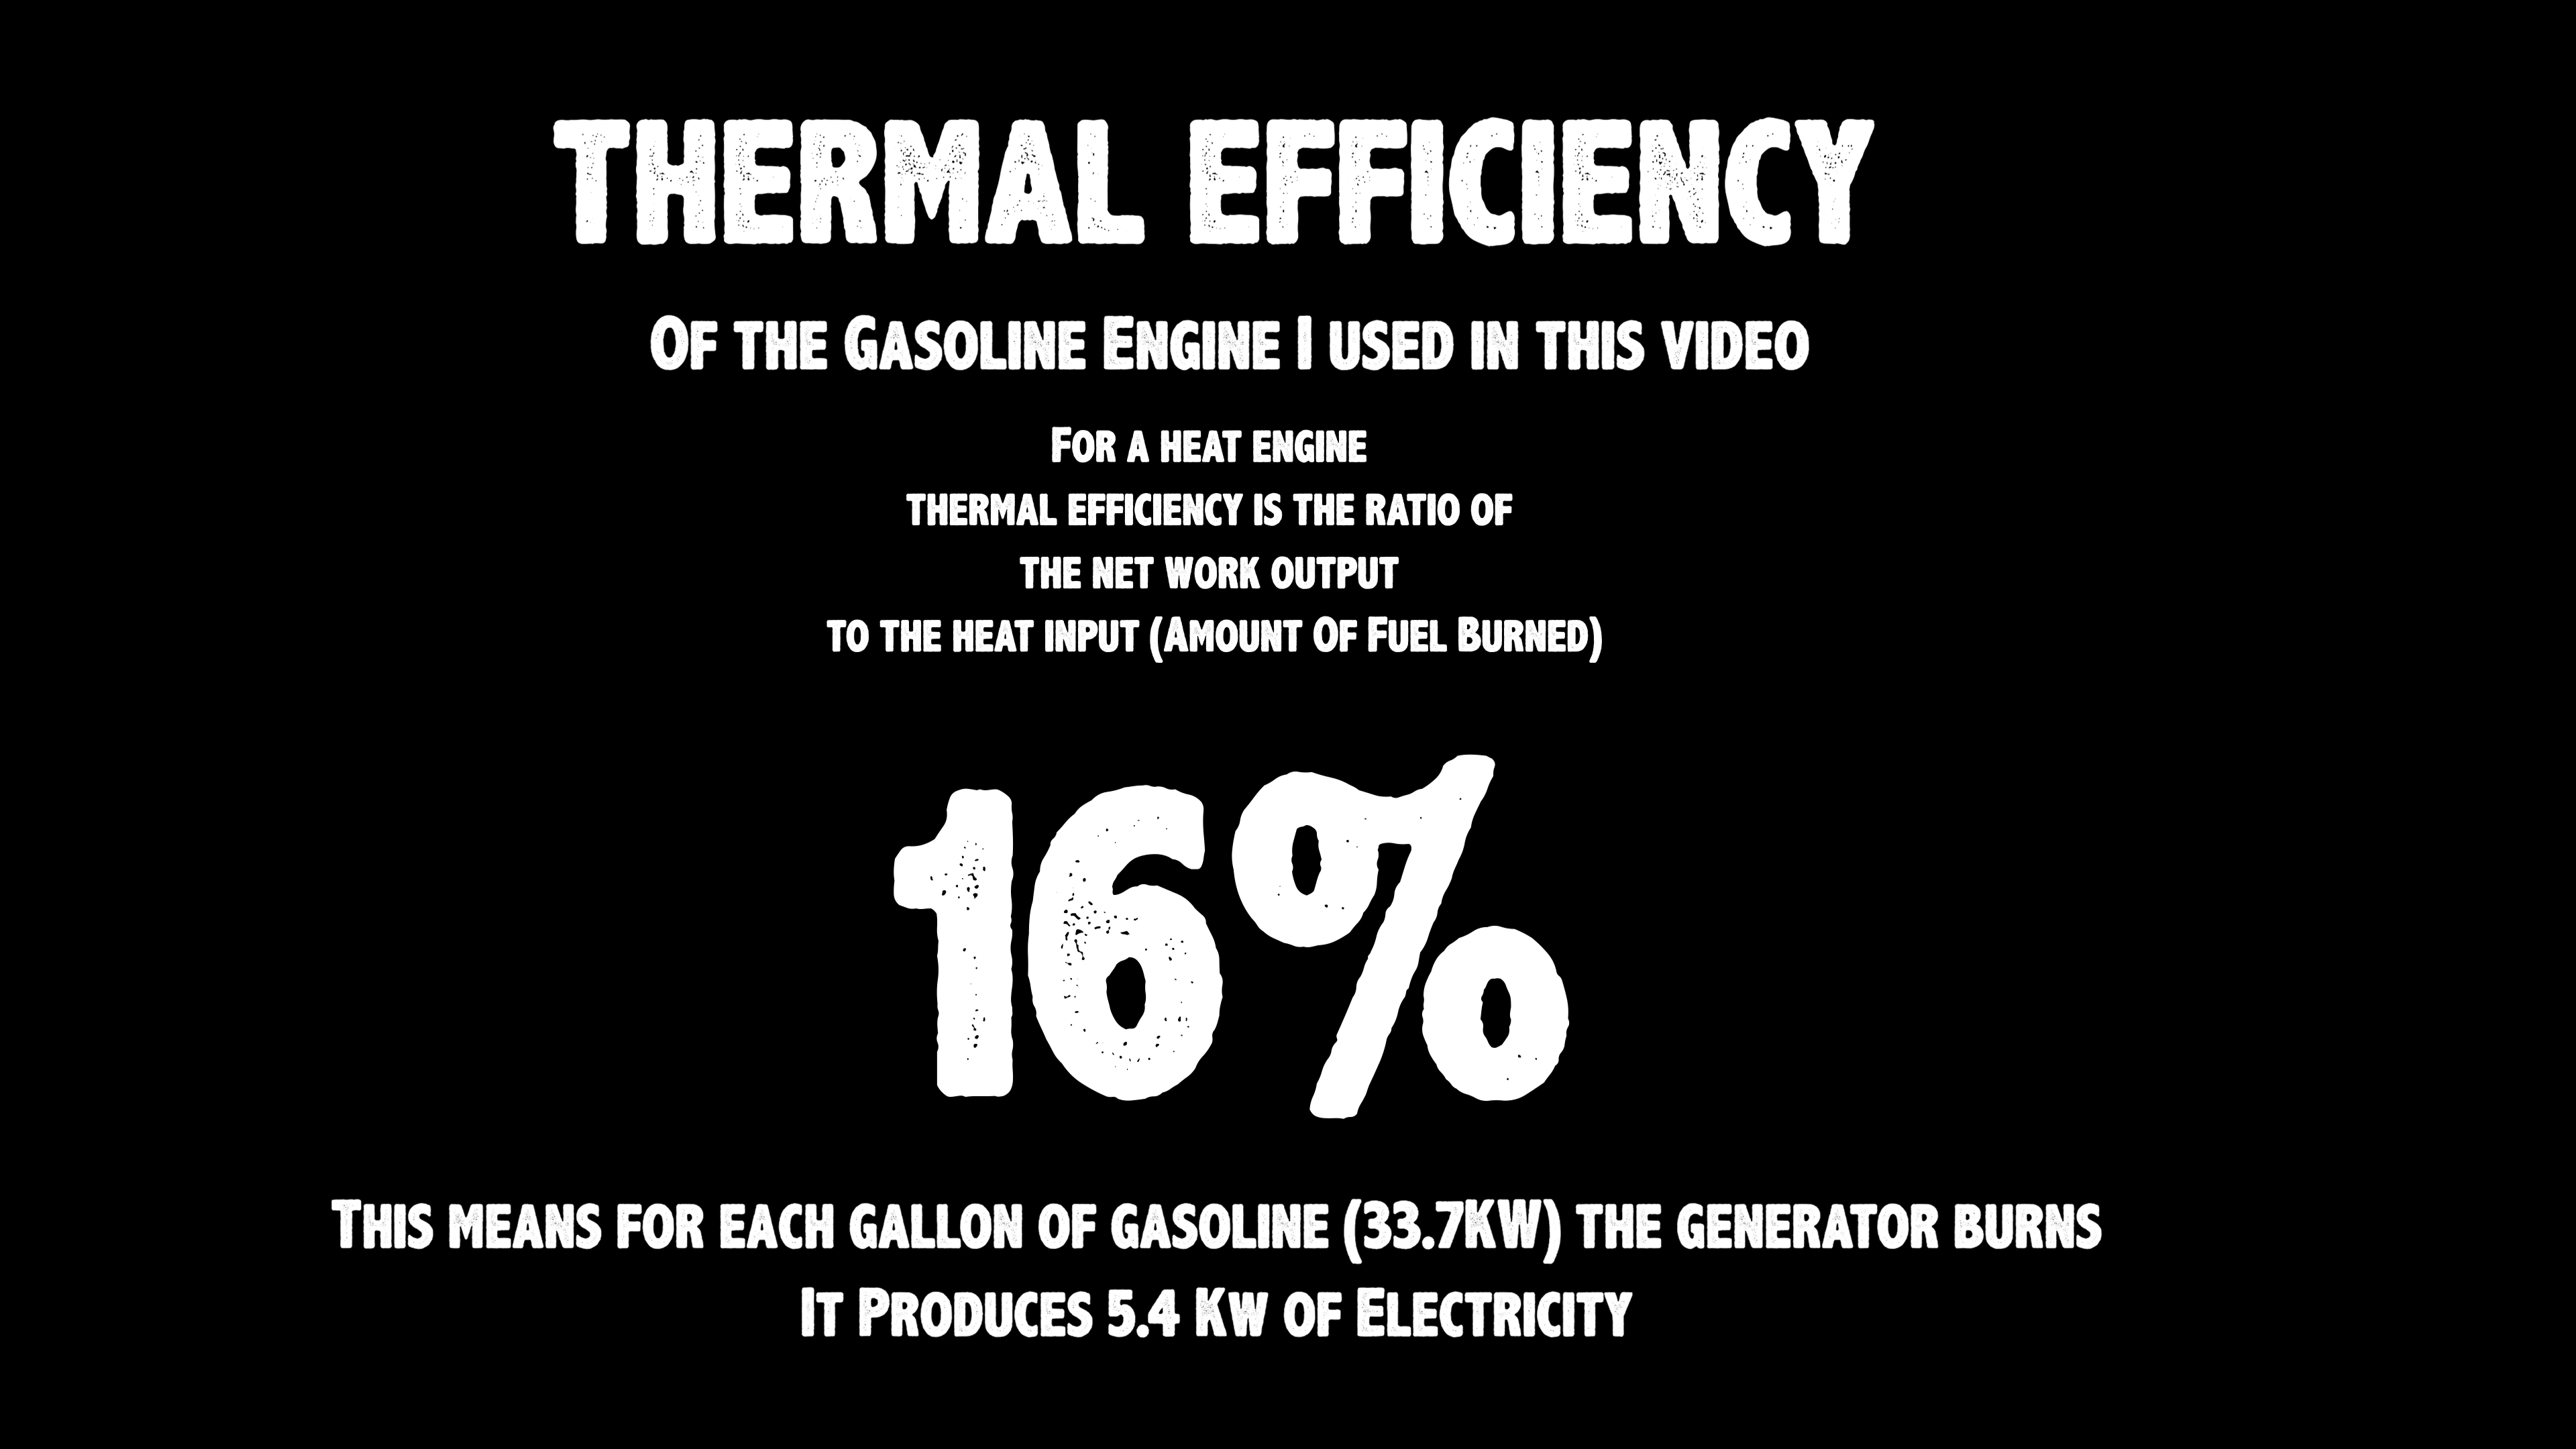 THERMAL EFFICIENCY
OF THE GASOLINE ENGINE I USED IN THIS VIDEO
FOR A HEAT ENGINE
THERMAL EFFICIENCY IS THE RATIO OF
THE NET WORK OUTPUT
TO THE HEAT INPUT (AMOUNT OF FUEL BURNED)
16%
THIS MEANS FOR EACH GALLON OF GASOLINE (33.7KW) THE GENERATOR BURNS
IT PRODUCES 5.4 KW OF ELECTRICITY